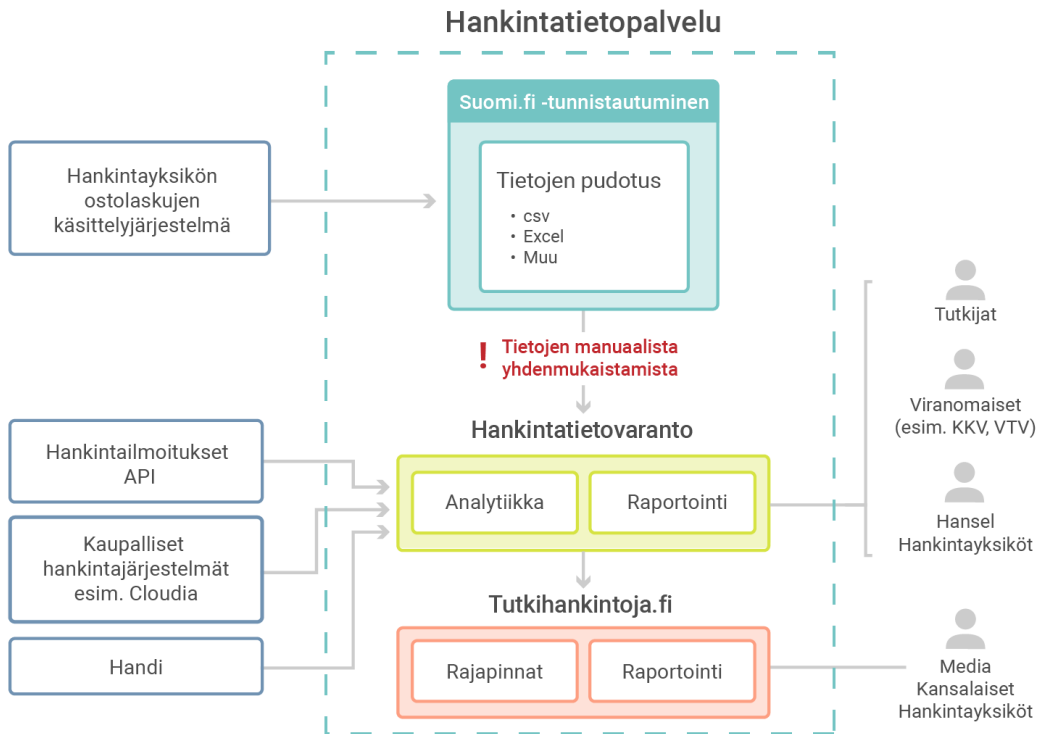 Hankintatietopalvelu
Suomi.fi -tunnistautuminen
Hankintayksikön
ostolaskujen
käsittelyjärjestelmä
Tietojen pudotus
• csv
• Excel
• Muu
! Tietojen manuaalista
yhdenmukaistamista
Hankintatietovaranto
Hankintailmoitukset
API
Kaupalliset
hankintajärjestelmät
esim. Cloudia
Handi
Analytiikka
Raportointi
Tutkihankintoja.fi
Rajapinnat
Raportointi
Tutkijat
Viranomaiset
(esim. KKV, VTV)
Hansel
Hankintayksiköt
Media
Kansalaiset
Hankintayksiköt